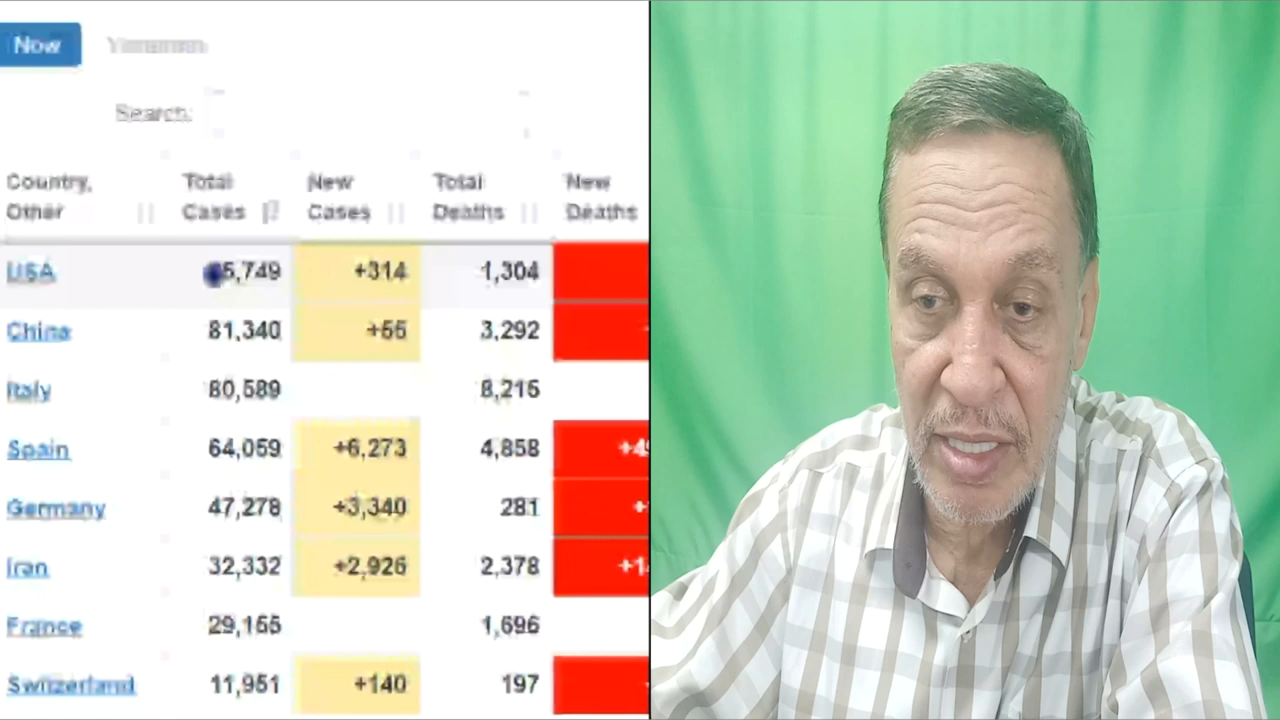 Now
Search:
Country, Other Total Cases New Cases Total Deaths New Deaths
USA 5,749 +314 1,304
China 81,340 3,292
Italy 80,589 8,215
Spain 64,059 +6,273 4,858
Germany 47,278 +3,340 281
Iran 32,332 +2,926 2,378
France 29,155 1,696
Switzerland 11,951 +140 197